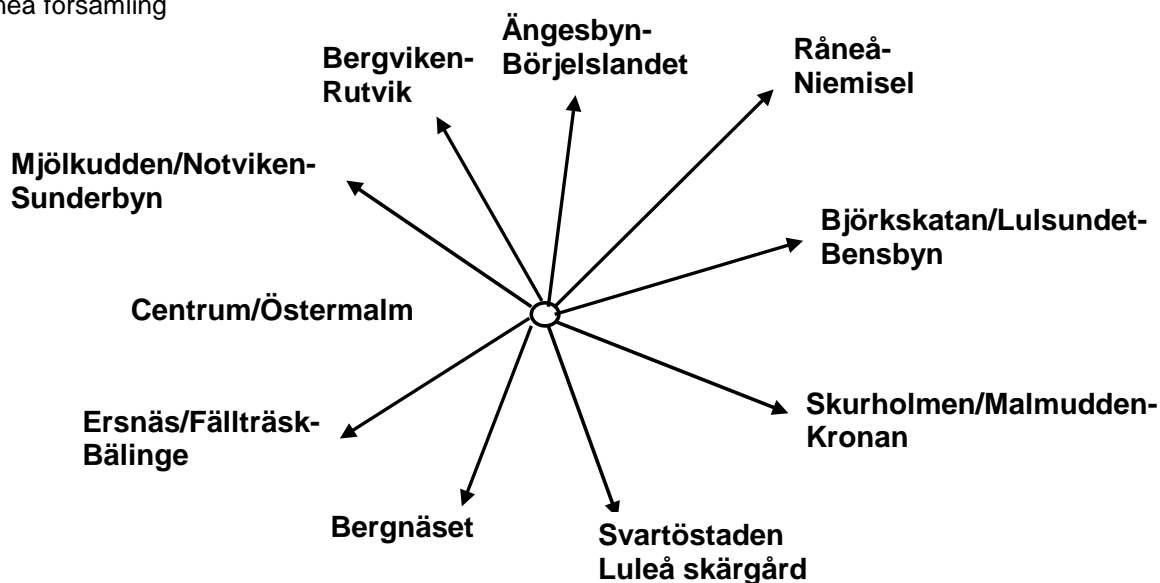 församling
Ängesbyn-
Börjelslandet
Råneå-
Niemisel
Bergviken-
Rutvik
Mjölkudden/Notviken-
Sunderbyn
Björkskatan/Lulsundet-
Bensbyn
Centrum/Östermalm
Skurholmen/Malmudden-
Kronan
Ersnäs/Fällträsk-
Bälinge
Bergnäset
Svartöstaden
Luleå skärgård